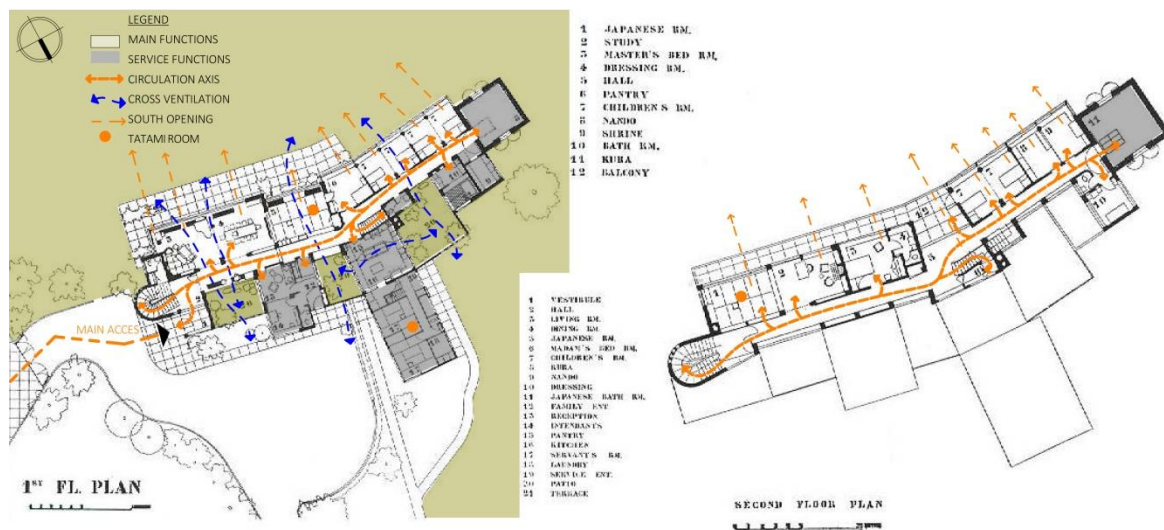 LEGEND
MAIN FUNCTIONS
SERVICE FUNCTIONS
CIRCULATION AXIS
CROSS VENTILATION
SOUTH OPENING
TATAMI ROOM
MAIN ACCES
1ST FL. PLAN
1 JAPANESE RM.
2 STUDY
3 MASTER'S BED RM.
4 DRESSING RM.
5 HALL
6 PANTRY
7 CHILDREN'S RM.
8 NANDO
9 SHRINE
10 BATH RM.
11 KURA
12 BALCONY
1 VESTIBULE
2 HALL
3 LIVING RM.
4 DINING RM.
5 JAPANESE RM.
6 MADAM'S BED RM.
7 CHILDREN'S RM.
8 KURA
9 NANDO
10 DRESSING
11 JAPANESE BATH RM.
12 FAMILY ENT.
13 RECEPTION
14 INTENDANTS
15 PANTRY
16 KITCHEN
17 SERVANT'S RM.
18 LAUNDRY
19 SERVICE ENT.
20 PATIO
21 TERRACE
SECOND FLOOR PLAN